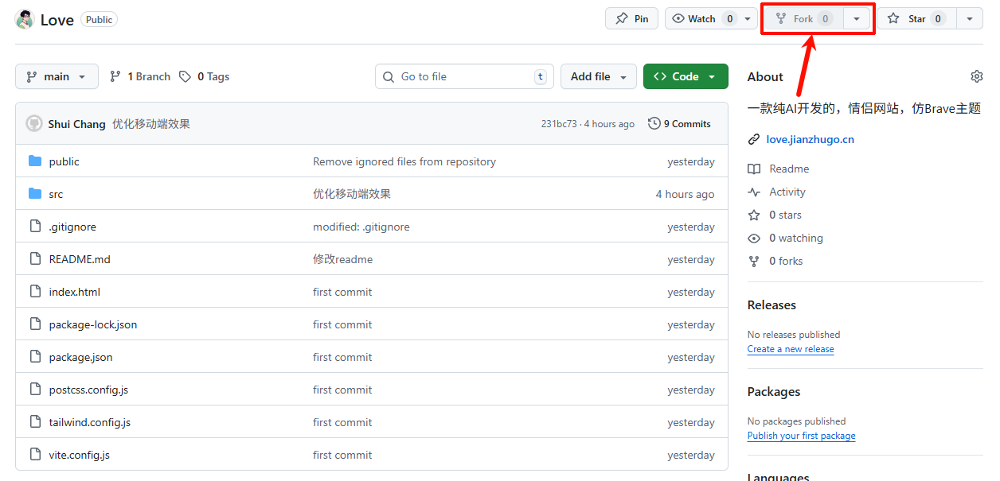 Love Public Pin Watch 0 Fork 0 Star 0
main 1 Branch 0 Tags Go to file t Add file Code
Shui Chang 优化移动端效果 231bc73 · 4 hours ago 9 Commits
public Remove ignored files from repository yesterday
src 优化移动端效果 4 hours ago
.gitignore modified: .gitignore yesterday
README.md 修改readme yesterday
index.html first commit yesterday
package-lock.json first commit yesterday
package.json first commit yesterday
postcss.config.js first commit yesterday
tailwind.config.js first commit yesterday
vite.config.js first commit yesterday
About
一款纯AI开发的，情侣网站，仿Brave主题
love.jianzhugo.cn
Readme
Activity
0 stars
0 watching
0 forks
Releases
No releases published
Create a new release
Packages
No packages published
Publish your first package
Languages